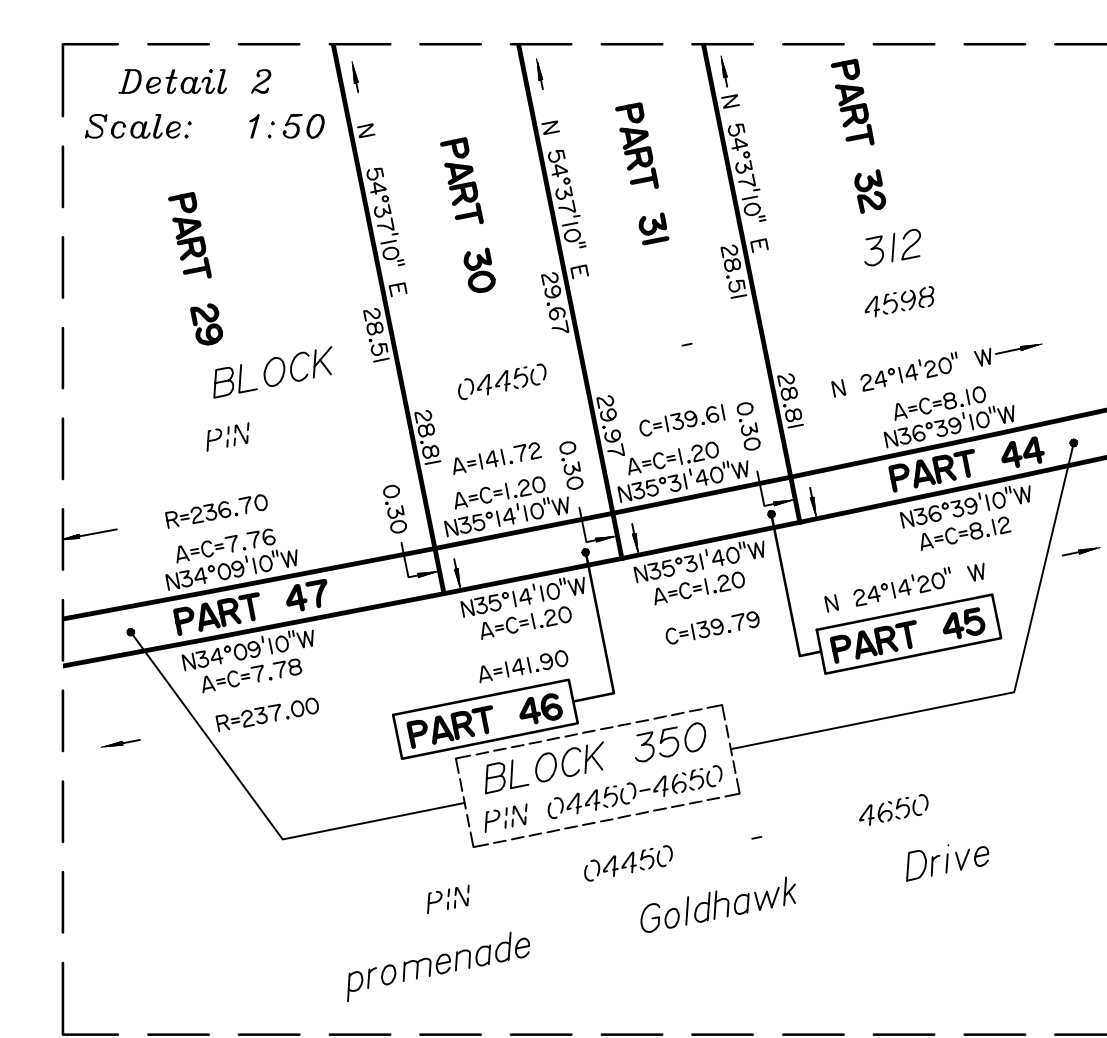 Detail 2
Scale: 1:50
PART 29
PART 30
PART 31
PART 32
N 54°37'10" E
28.51
28.81
N 54°37'10" E
29.67
29.97
N 54°37'10" E
28.51
28.81
312
4598
BLOCK
04450
-
PIN
N 24°14'20" W
A=C=8.10
N36°39'10"W
PART 44
C=139.61
0.30
A=C=1.20
N35°31'40"W
A=141.72
0.30
A=C=1.20
N35°14'10"W
R=236.70
0.30
A=C=7.76
N34°09'10"W
PART 47
N34°09'10"W
A=C=7.78
R=237.00
N35°14'10"W
A=C=1.20
A=141.90
N35°31'40"W
A=C=1.20
C=139.79
N36°39'10"W
A=C=8.12
N 24°14'20" W
PART 45
PART 46
BLOCK 350
PIN 04450-4650
PIN 04450 - 4650
promenade Goldhawk Drive